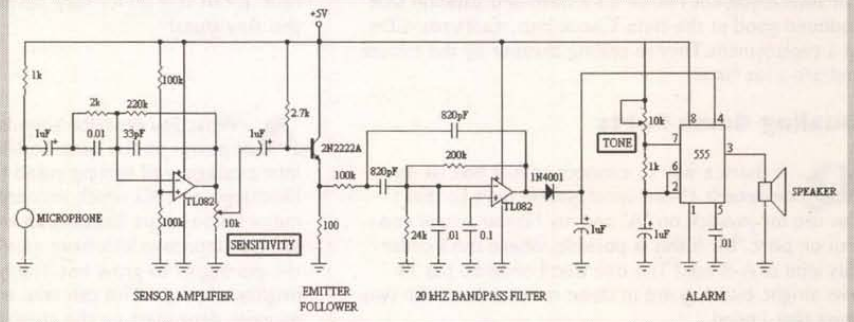 +5V
1k
100k
2k
220k
2.7k
820pF
10k
8
4
1uF
0.01
33pF
1uF
2N2222A
200k
TONE
7
555
3
820pF
1N4001
1k
100k
6
2
TL082
TL082
SPEAKER
MICROPHONE
100k
10k
100
24k
.01
0.1
1uF
1uF
1
5
.01
SENSITIVITY
SENSOR AMPLIFIER
EMITTER
FOLLOWER
20 kHZ BANDPASS FILTER
ALARM